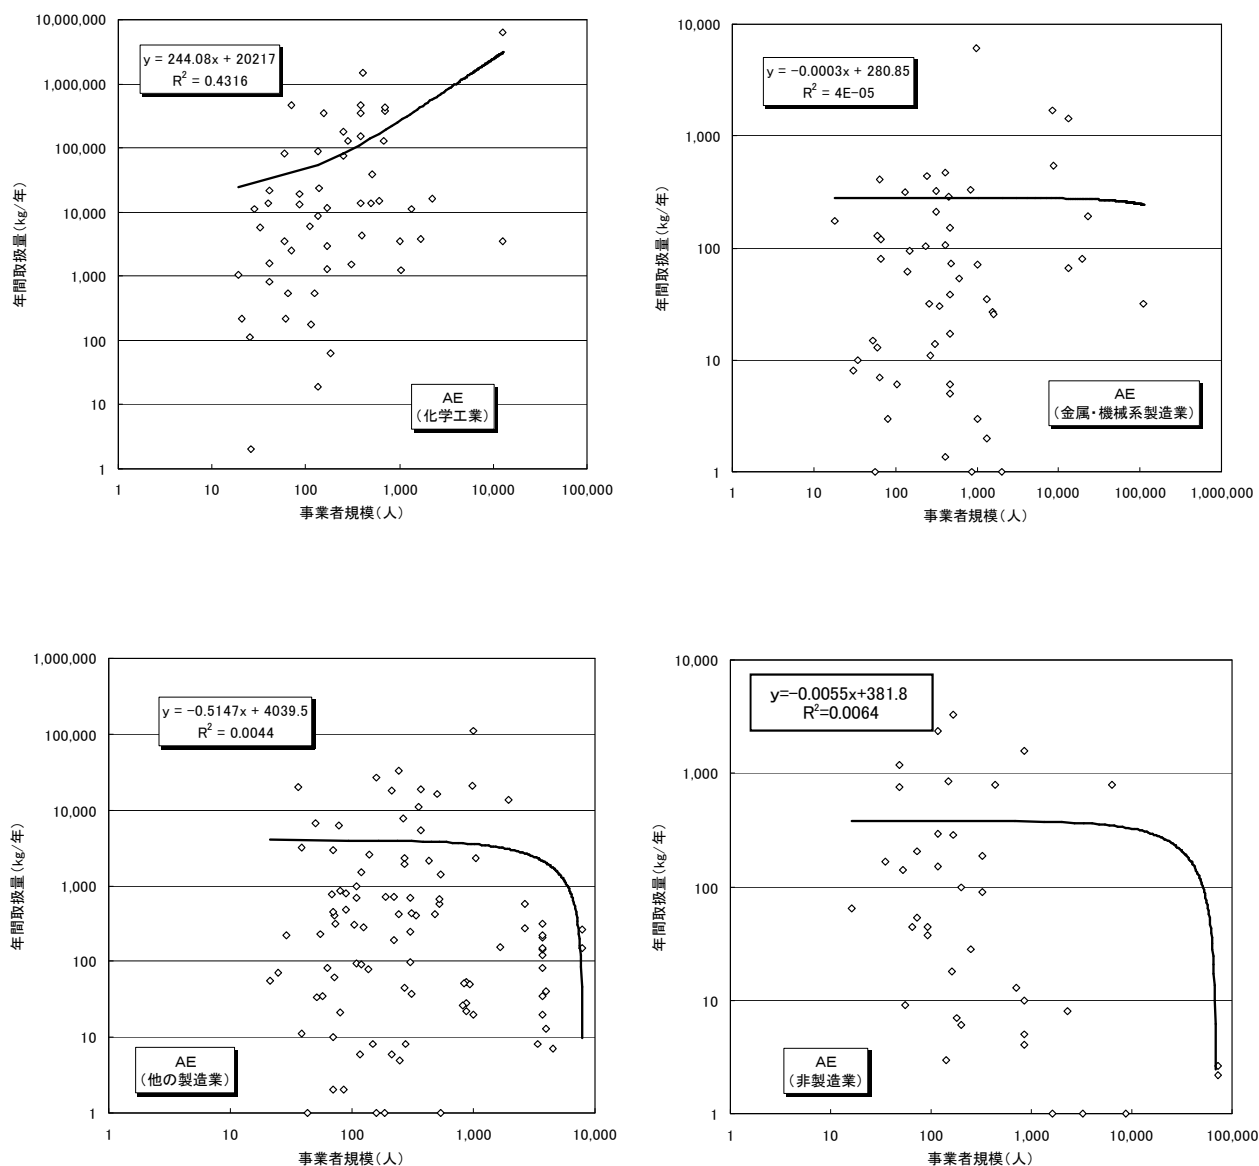 10,000,000
1,000,000
100,000
10,000
1,000
100
10
1
年間取扱量(kg/年)
y = 244.08x + 20217
R² = 0.4316
AE
(化学工業)
1 10 100 1,000 10,000 100,000
事業者規模(人)
10,000
1,000
100
10
1
年間取扱量(kg/年)
y = -0.0003x + 280.85
R² = 4E-05
AE
(金属・機械系製造業)
1 10 100 1,000 10,000 100,000 1,000,000
事業者規模(人)
1,000,000
100,000
10,000
1,000
100
10
1
年間取扱量(kg/年)
y = -0.5147x + 4039.5
R² = 0.0044
AE
(他の製造業)
1 10 100 1,000 10,000
事業者規模(人)
10,000
1,000
100
10
1
年間取扱量(kg/年)
y=-0.0055x+381.8
R²=0.0064
AE
(非製造業)
1 10 100 1,000 10,000 100,000
事業者規模(人)